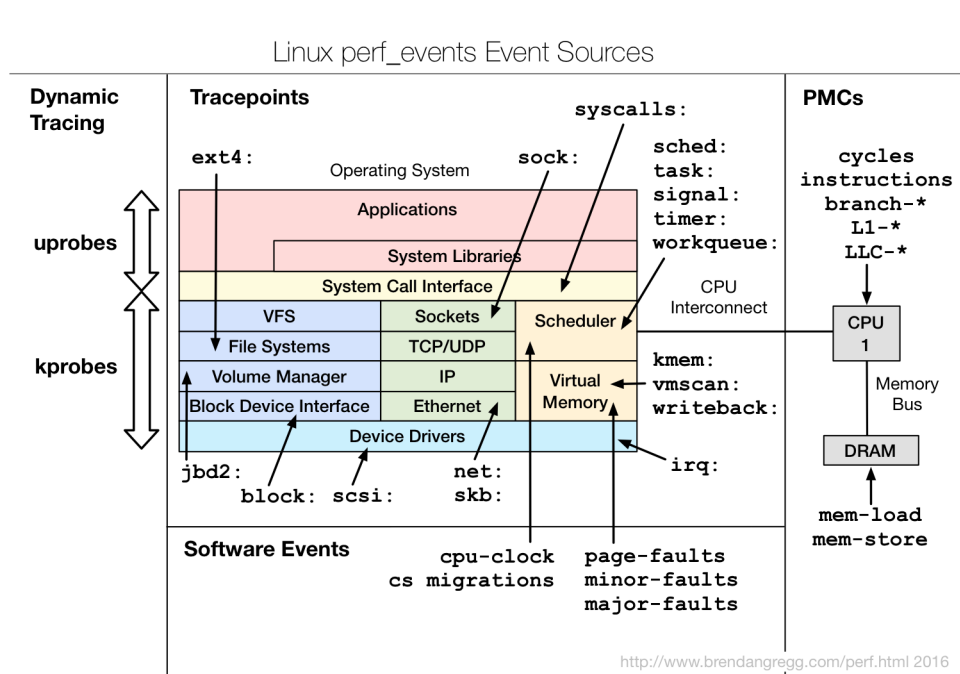 Linux perf_events Event Sources
Dynamic
Tracing
Tracepoints
PMCs
syscalls:
ext4:
Operating System
sock:
sched:
task:
signal:
timer:
workqueue:
cycles
instructions
branch-*
L1-*
LLC-*
uprobes
kprobes
Applications
System Libraries
System Call Interface
VFS
Sockets
Scheduler
File Systems
TCP/UDP
Volume Manager
IP
Virtual
Memory
Block Device Interface
Ethernet
Device Drivers
CPU
Interconnect
CPU
1
kmem:
vmscan:
writeback:
Memory
Bus
DRAM
jbd2:
block:
scsi:
net:
skb:
irq:
mem-load
mem-store
Software Events
cpu-clock
cs migrations
page-faults
minor-faults
major-faults
http://www.brendangregg.com/perf.html 2016